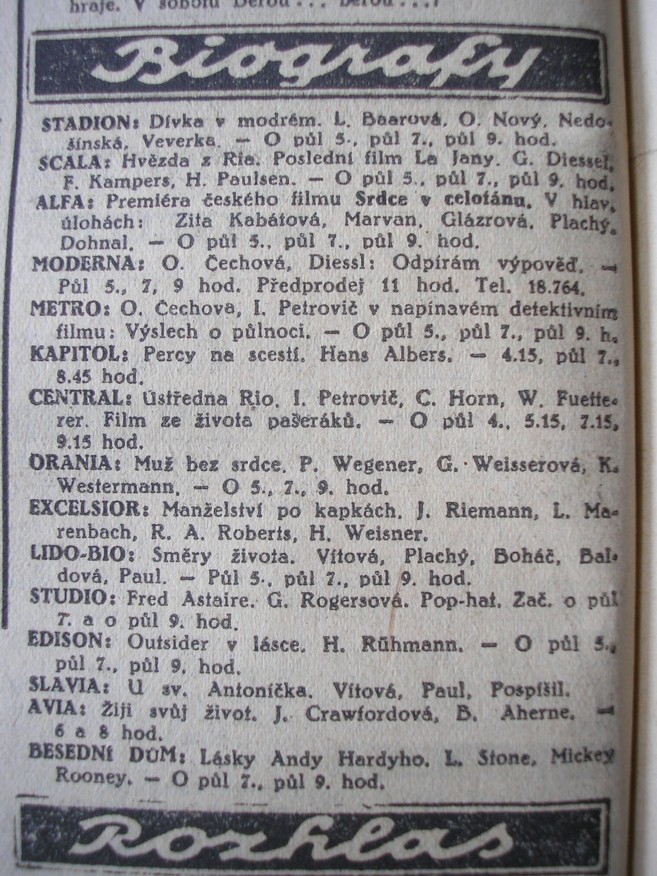 hraje. V sobotu
Biografy
STADION: Dívka v modrém. L. Baarová, O. Nový, Nedo-
šinská, Veverka. — O půl 5., půl 7., půl 9. hod.
SCALA: Hvězda z Ria. Poslední film La Jany. G. Diessel,
F. Kampers, H. Paulsen. — O půl 5., půl 7., půl 9. hod.
ALFA: Premiéra českého filmu Srdce v celofánu. V hlav.
úlohách: Zita Kabátová, Marvan, Glázrová, Plachý,
Dohnal. — O půl 5., půl 7., půl 9. hod.
MODERNA: O. Čechová, Diessl: Odpírám výpověď. —
Půl 5., 7, 9 hod. Předprodej 11 hod. Tel. 18.764.
METRO: O. Čechova, I. Petrovič v napínavém detektivním
filmu: Výslech o půlnoci. — O půl 5., půl 7., půl 9. h.
KAPITOL: Percy na scestí. Hans Albers. — 4.15, půl 7.,
8.45 hod.
CENTRAL: Ústředna Rio. I. Petrovič, C. Horn, W. Fuette-
rer. Film ze života pašeráků. — O půl 4., 5.15, 7.15,
9.15 hod.
ORANIA: Muž bez srdce. P. Wegener, G. Weisserová, K.
Westermann. — O 5., 7., 9. hod.
EXCELSIOR: Manželství po kapkách. J. Riemann, L. Ma-
renbach, R. A. Roberts, H. Weisner.
LIDO-BIO: Směry života. Vítová, Plachý, Boháč, Bal-
dová, Paul. — Půl 5., půl 7., půl 9. hod.
STUDIO: Fred Astaire. G. Rogersová. Pop-hat. Zač. o půl
7. a o půl 9. hod.
EDISON: Outsider v lásce. H. Rühmann. — O půl 5.,
půl 7., půl 9. hod.
SLAVIA: U sv. Antoníčka. Vítová, Paul, Pospíšil.
AVIA: Žiji svůj život. J. Crawfordová, B. Aherne. —
6 a 8 hod.
BESEDNÍ DŮM: Lásky Andy Hardyho. L. Stone, Mickey
Rooney. — O půl 7., půl 9. hod.
Rozhlas